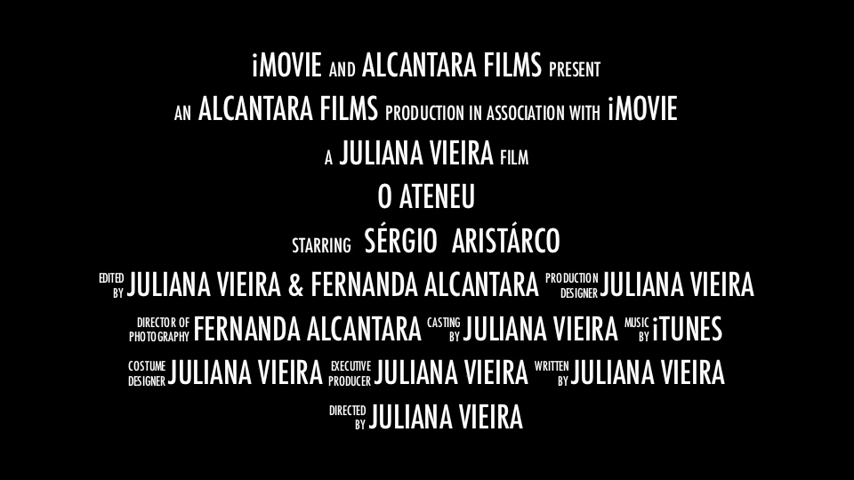 iMOVIE AND ALCANTARA FILMS PRESENT
AN ALCANTARA FILMS PRODUCTION IN ASSOCIATION WITH iMOVIE
A JULIANA VIEIRA FILM
O ATENEU
STARRING SÉRGIO ARISTÁRCO
EDITED BY JULIANA VIEIRA & FERNANDA ALCANTARA PRODUCTION DESIGNER JULIANA VIEIRA
DIRECTOR OF PHOTOGRAPHY FERNANDA ALCANTARA CASTING BY JULIANA VIEIRA MUSIC BY iTUNES
COSTUME DESIGNER JULIANA VIEIRA EXECUTIVE PRODUCER JULIANA VIEIRA WRITTEN BY JULIANA VIEIRA
DIRECTED BY JULIANA VIEIRA